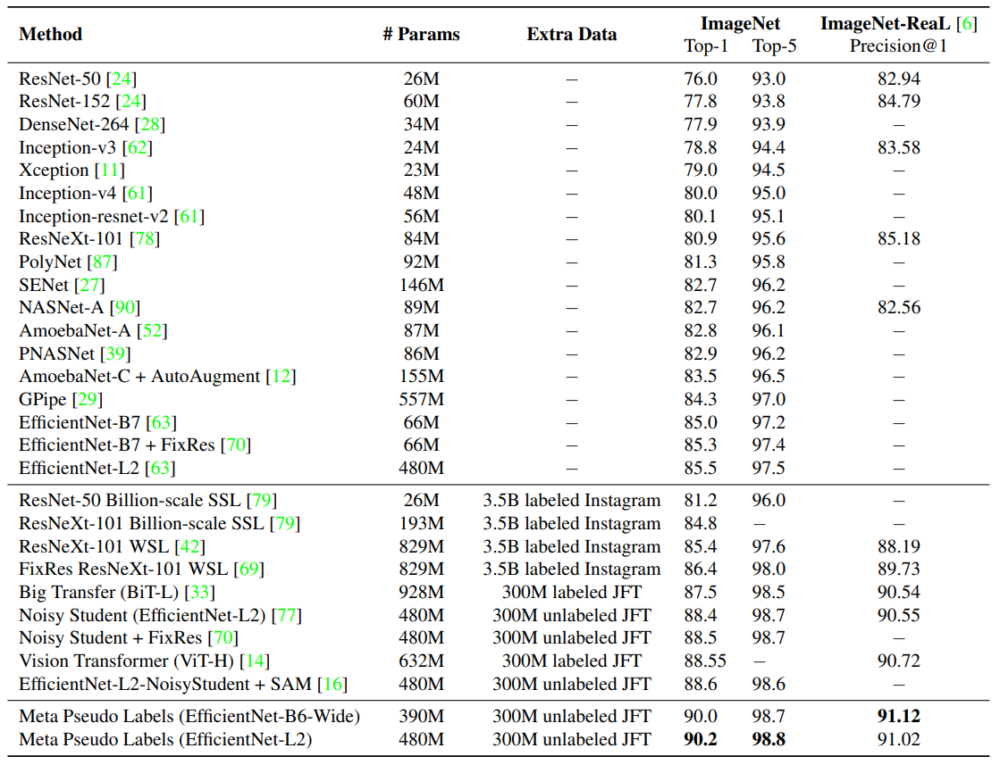 Method # Params Extra Data ImageNet ImageNet-ReaL [6]
Top-1 Top-5 Precision@1
ResNet-50 [24] 26M − 76.0 93.0 82.94
ResNet-152 [24] 60M − 77.8 93.8 84.79
DenseNet-264 [28] 34M − 77.9 93.9 −
Inception-v3 [62] 24M − 78.8 94.4 83.58
Xception [11] 23M − 79.0 94.5 −
Inception-v4 [61] 48M − 80.0 95.0 −
Inception-resnet-v2 [61] 56M − 80.1 95.1 −
ResNeXt-101 [78] 84M − 80.9 95.6 85.18
PolyNet [87] 92M − 81.3 95.8 −
SENet [27] 146M − 82.7 96.2 −
NASNet-A [90] 89M − 82.7 96.2 82.56
AmoebaNet-A [52] 87M − 82.8 96.1 −
PNASNet [39] 86M − 82.9 96.2 −
AmoebaNet-C + AutoAugment [12] 155M − 83.5 96.5 −
GPipe [29] 557M − 84.3 97.0 −
EfficientNet-B7 [63] 66M − 85.0 97.2 −
EfficientNet-B7 + FixRes [70] 66M − 85.3 97.4 −
EfficientNet-L2 [63] 480M − 85.5 97.5 −
ResNet-50 Billion-scale SSL [79] 26M 3.5B labeled Instagram 81.2 96.0 −
ResNeXt-101 Billion-scale SSL [79] 193M 3.5B labeled Instagram 84.8 − −
ResNeXt-101 WSL [42] 829M 3.5B labeled Instagram 85.4 97.6 88.19
FixRes ResNeXt-101 WSL [69] 829M 3.5B labeled Instagram 86.4 98.0 89.73
Big Transfer (BiT-L) [33] 928M 300M labeled JFT 87.5 98.5 90.54
Noisy Student (EfficientNet-L2) [77] 480M 300M unlabeled JFT 88.4 98.7 90.55
Noisy Student + FixRes [70] 480M 300M unlabeled JFT 88.5 98.7 −
Vision Transformer (ViT-H) [14] 632M 300M labeled JFT 88.55 − 90.72
EfficientNet-L2-NoisyStudent + SAM [16] 480M 300M unlabeled JFT 88.6 98.6 −
Meta Pseudo Labels (EfficientNet-B6-Wide) 390M 300M unlabeled JFT 90.0 98.7 91.12
Meta Pseudo Labels (EfficientNet-L2) 480M 300M unlabeled JFT 90.2 98.8 91.02